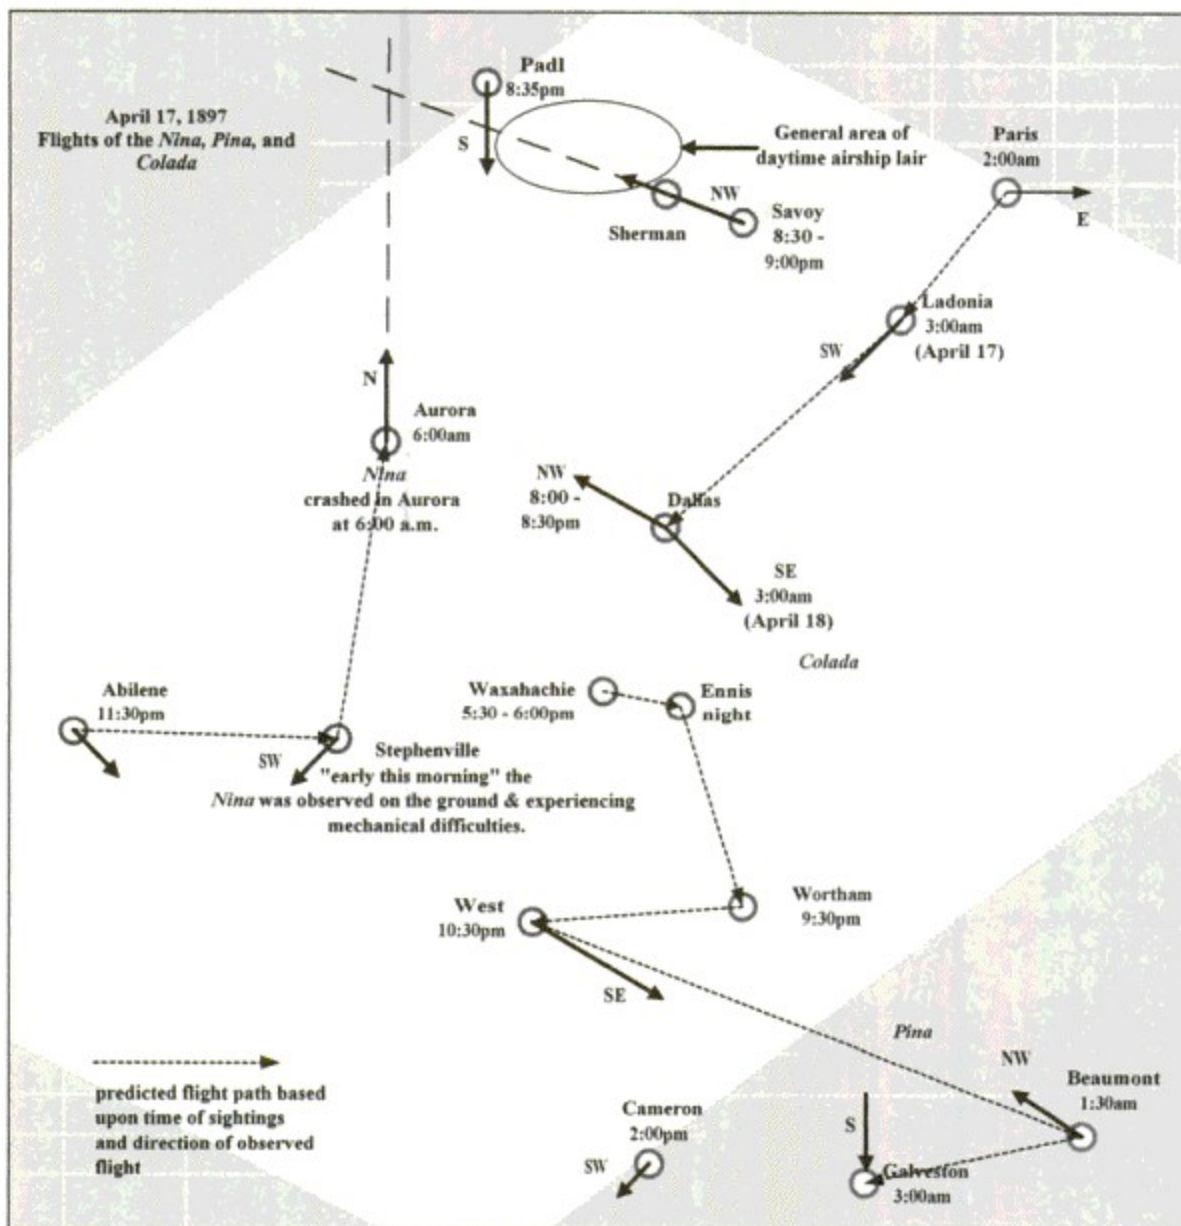 April 17, 1897
Flights of the Nina, Pina, and
Colada
Padl
8:35pm
S
General area of
daytime airship lair
Paris
2:00am
E
NW
Sherman
Savoy
8:30 -
9:00pm
Ladonia
3:00am
(April 17)
SW
N
Aurora
6:00am
Nina
crashed in Aurora
at 6:00 a.m.
NW
8:00 -
8:30pm
Dallas
SE
3:00am
(April 18)
Colada
Abilene
11:30pm
SW
Stephenville
"early this morning" the
Nina was observed on the ground & experiencing
mechanical difficulties.
Waxahachie
5:30 - 6:00pm
Ennis
night
West
10:30pm
SE
Wortham
9:30pm
Pina
predicted flight path based
upon time of sightings
and direction of observed
flight
Cameron
2:00pm
SW
S
Galveston
3:00am
NW
Beaumont
1:30am